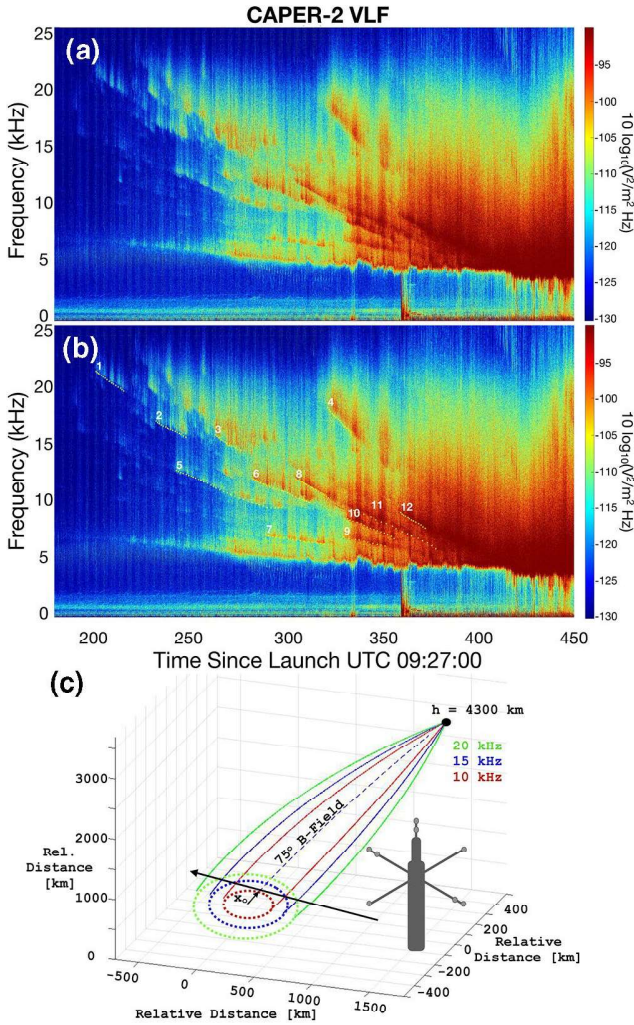 CAPER-2 VLF
(a)
25
20
15
10
5
0
Frequency (kHz)
-95
-100
-105
-110
-115
-120
-125
-130
10 log₁₀(V²/m² Hz)
(b)
25
20
15
10
5
0
Frequency (kHz)
1
2
3
4
5
6
7
8
9
10
11
12
-95
-100
-105
-110
-115
-120
-125
-130
10 log₁₀(V²/m² Hz)
200 250 300 350 400 450
Time Since Launch UTC 09:27:00
(c)
h = 4300 km
20 kHz
15 kHz
10 kHz
75° B-Field
3000
2000
1000
0
Rel.
Distance
[km]
X₀
-500 0 500 1000 1500
Relative Distance [km]
400
200
0
-200
-400
Relative
Distance [km]